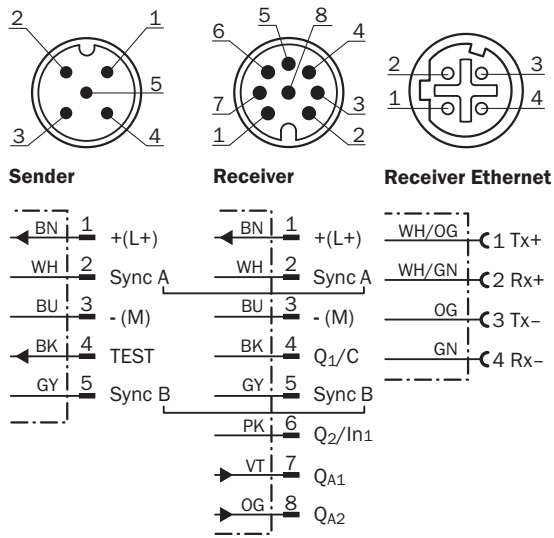 2 1
5
3 4
5 8
6 4
7 3
1 2
2 3
1 4
Sender
BN 1 +(L+)
WH 2 Sync A
BU 3 - (M)
BK 4 TEST
GY 5 Sync B
Receiver
BN 1 +(L+)
WH 2 Sync A
BU 3 - (M)
BK 4 Q1/C
GY 5 Sync B
PK 6 Q2/In1
VT 7 QA1
OG 8 QA2
Receiver Ethernet
WH/OG 1 Tx+
WH/GN 2 Rx+
OG 3 Tx–
GN 4 Rx–